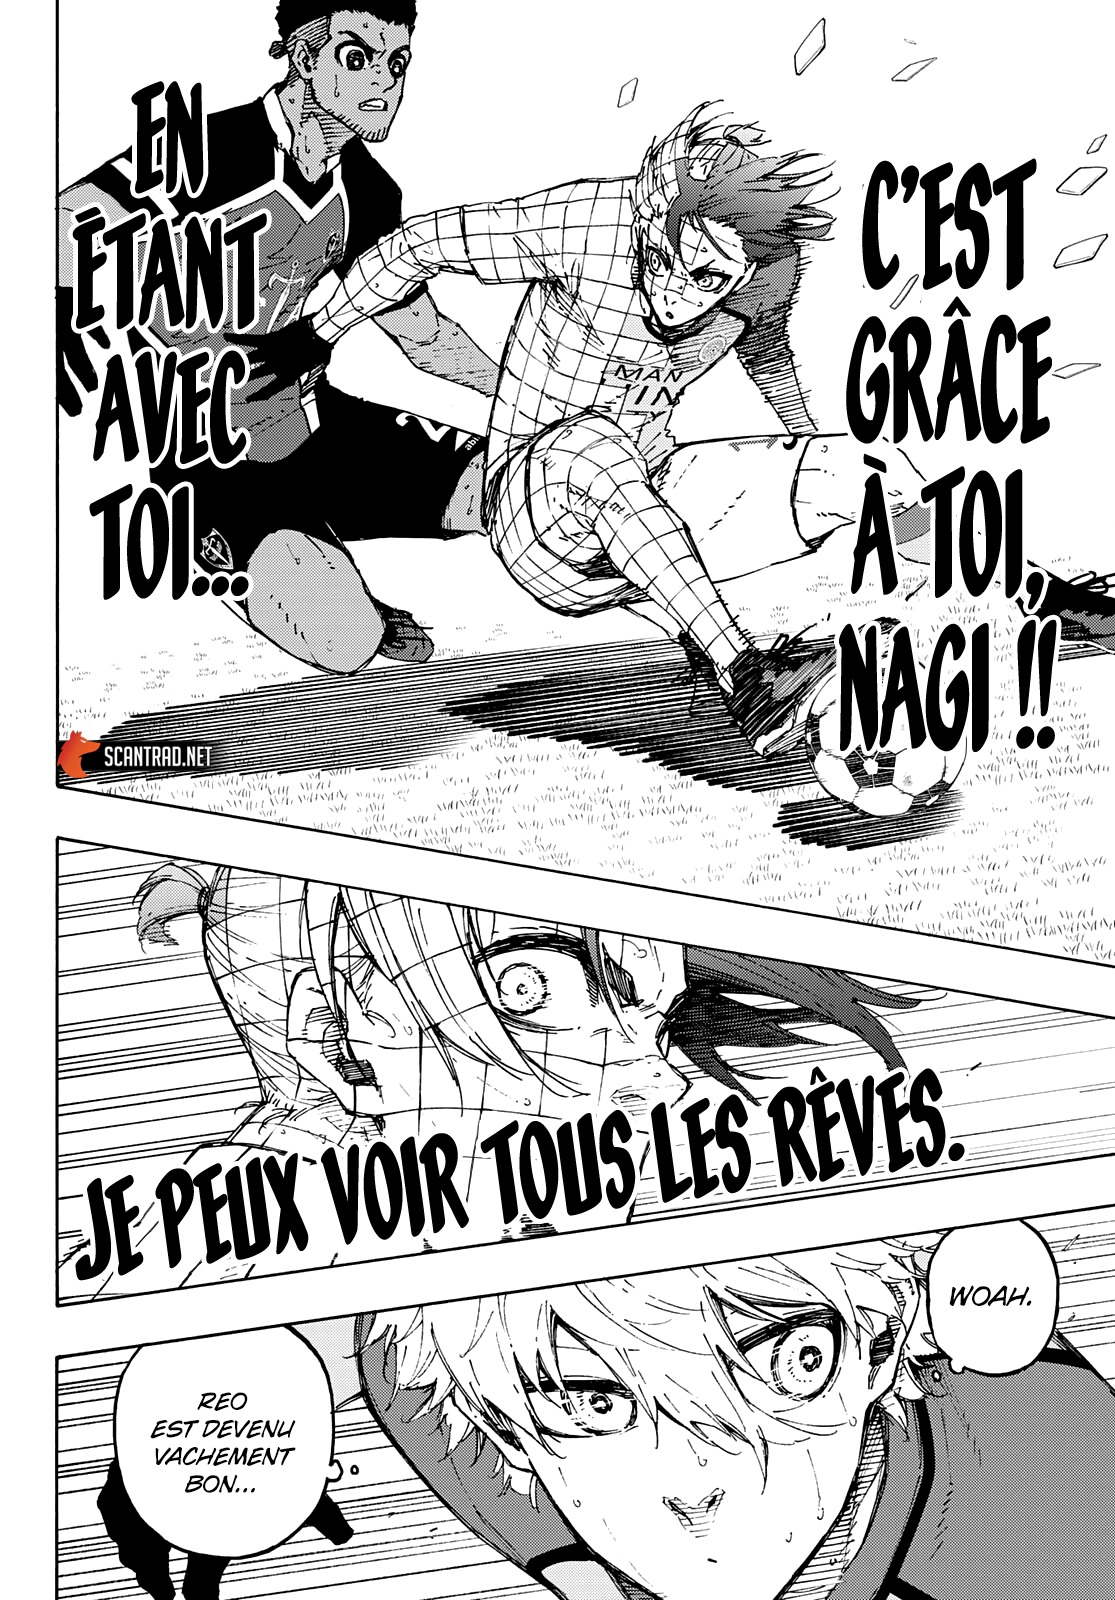 C'EST
GRÂCE
À TOI,
NAGI !!
EN
ÉTANT
AVEC
TOI...
MAN
SCANTRAD.NET
JE PEUX VOIR TOUS LES RÊVES.
WOAH.
REO
EST DEVENU
VACHEMENT
BON...